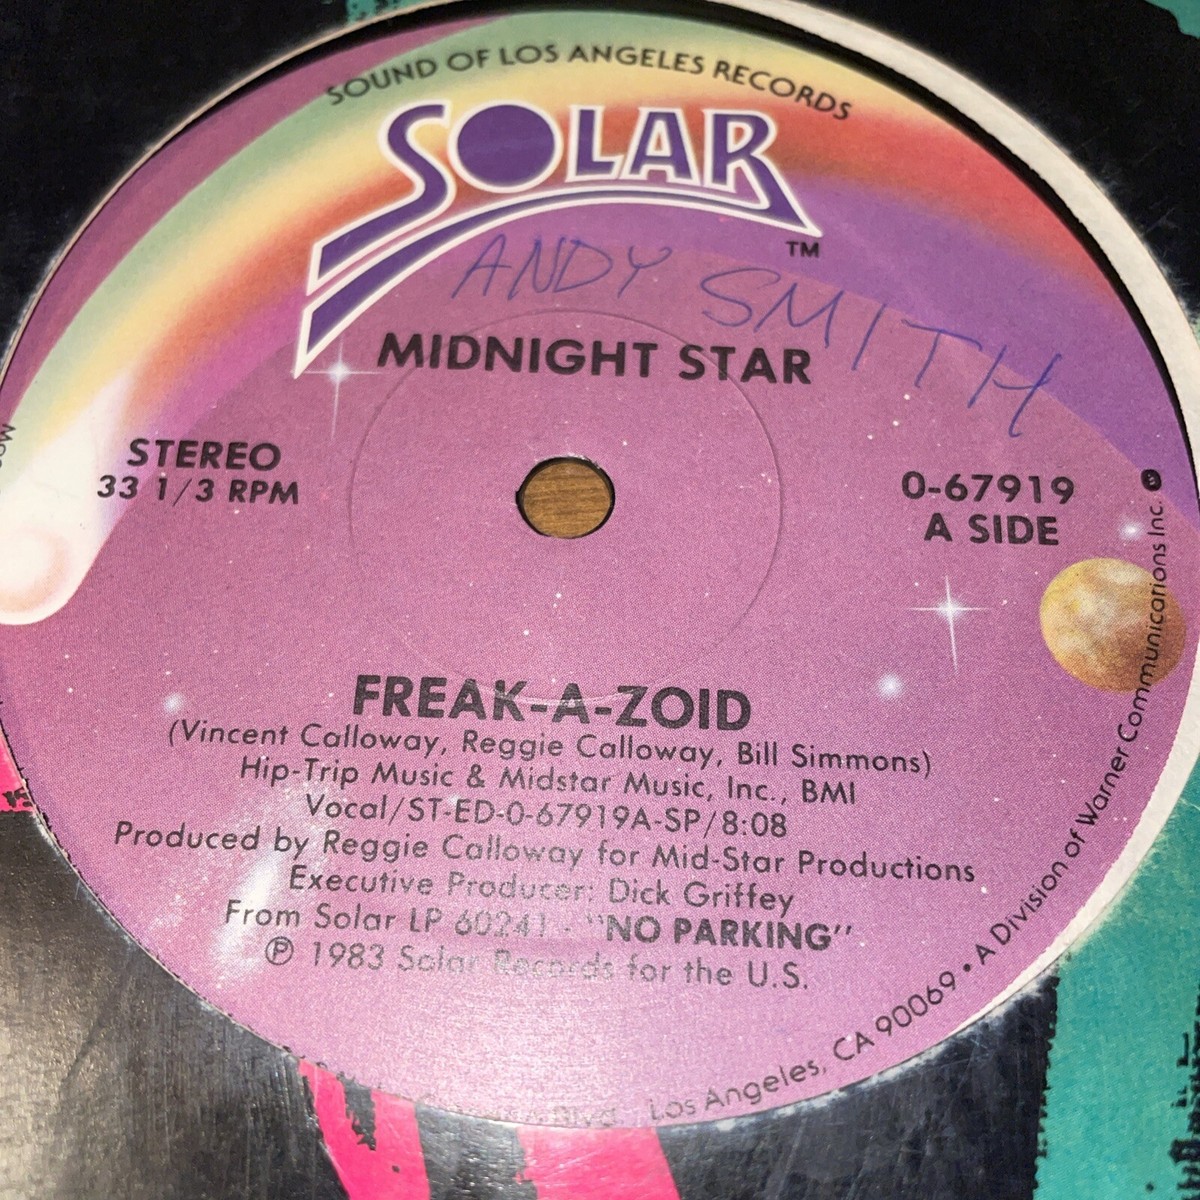 SOUND OF LOS ANGELES RECORDS
SOLAR
TM
ANDY SMITH
MIDNIGHT STAR
STEREO
33 1/3 RPM
0-67919
A SIDE
FREAK-A-ZOID
(Vincent Calloway, Reggie Calloway, Bill Simmons)
Hip-Trip Music & Midstar Music, Inc., BMI
Vocal/ST-ED-0-67919A-SP/8:08
Produced by Reggie Calloway for Mid-Star Productions
Executive Producer: Dick Griffey
From Solar LP 60241 - "NO PARKING"
℗ 1983 Solar Records for the U.S.
Blvd. Los Angeles, CA 90069 • A Division of Warner Communications Inc.